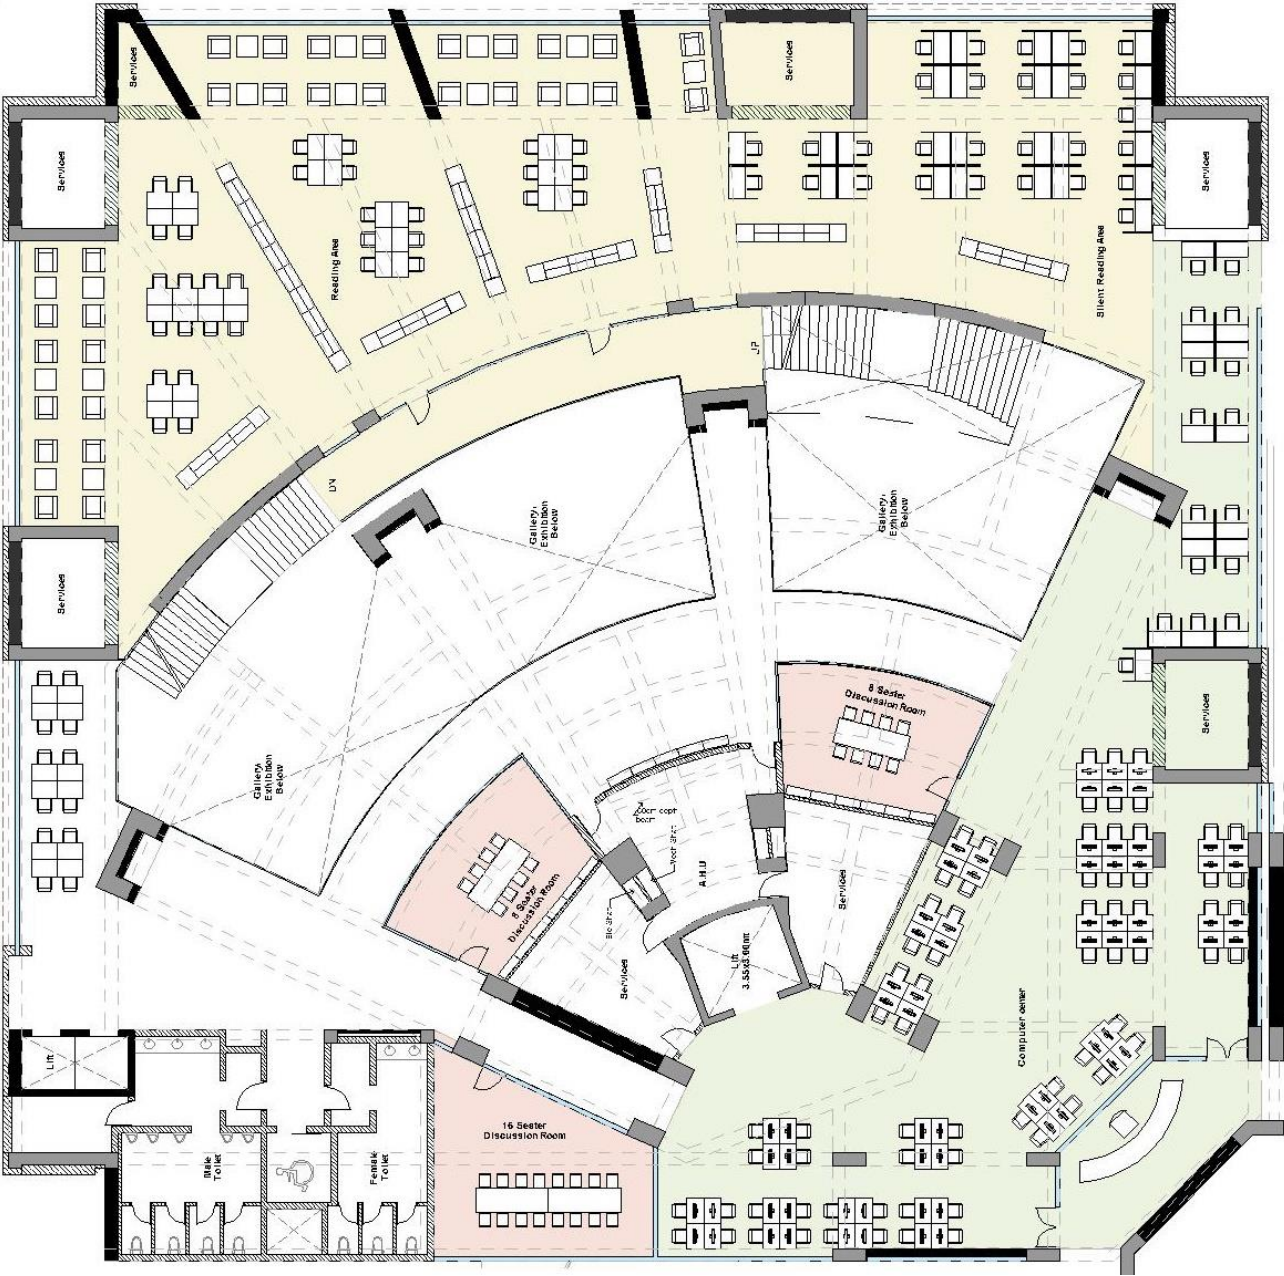 Services
Services
Services
Services
Reading Area
Silent Reading Area
UP
DN
Gallery,
Exhibition
Below
Gallery,
Exhibition
Below
Services
8 Seater
Discussion Room
Services
Gallery,
Exhibition
Below
8 Seater
Discussion Room
beam
A.H.U
Services
Services
Lift
Computer center
Lift
16 Seater
Discussion Room
Male
Toilet
Female
Toilet